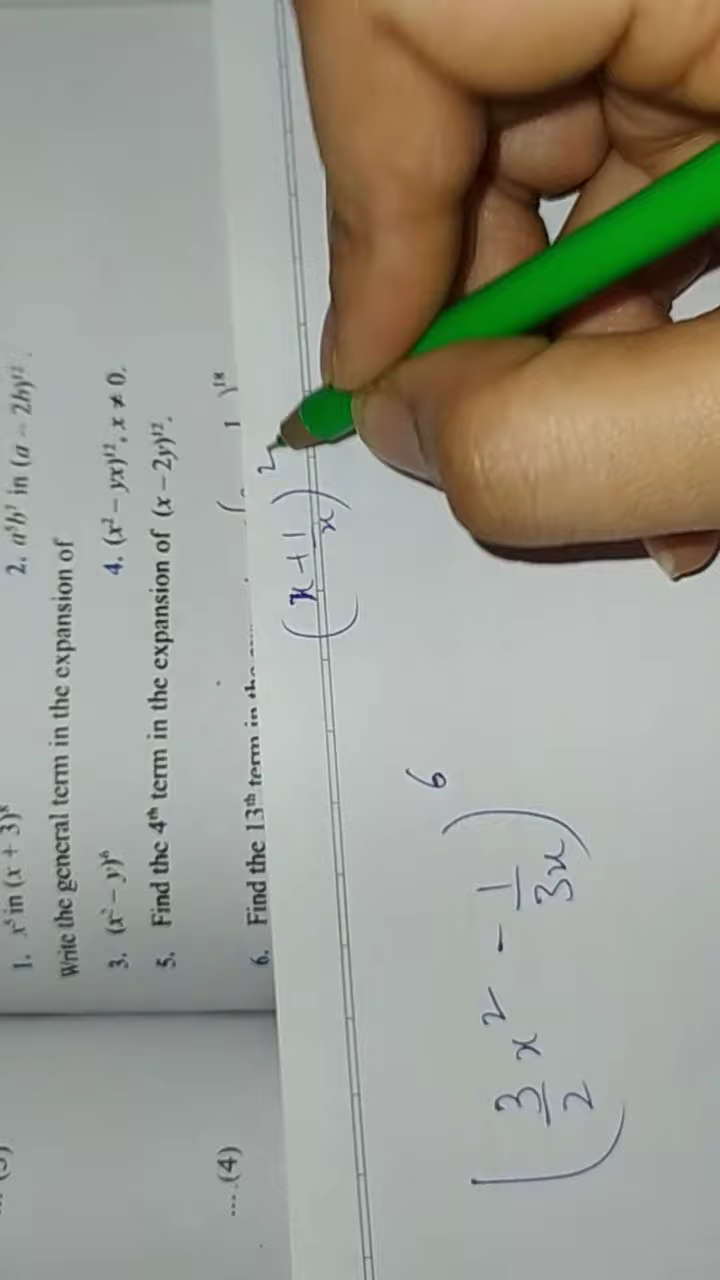 1. x⁵ in (x + 3)⁸ 2. a⁵b⁷ in (a – 2b)¹².
Write the general term in the expansion of
3. (x² – y)⁶ 4. (x² – yx)¹², x ≠ 0.
5. Find the 4ᵗʰ term in the expansion of (x – 2y)¹².
....(4)
6. Find the 13ᵗʰ term in the
(x + 1/x)²
(3/2 x² - 1/3x)⁶